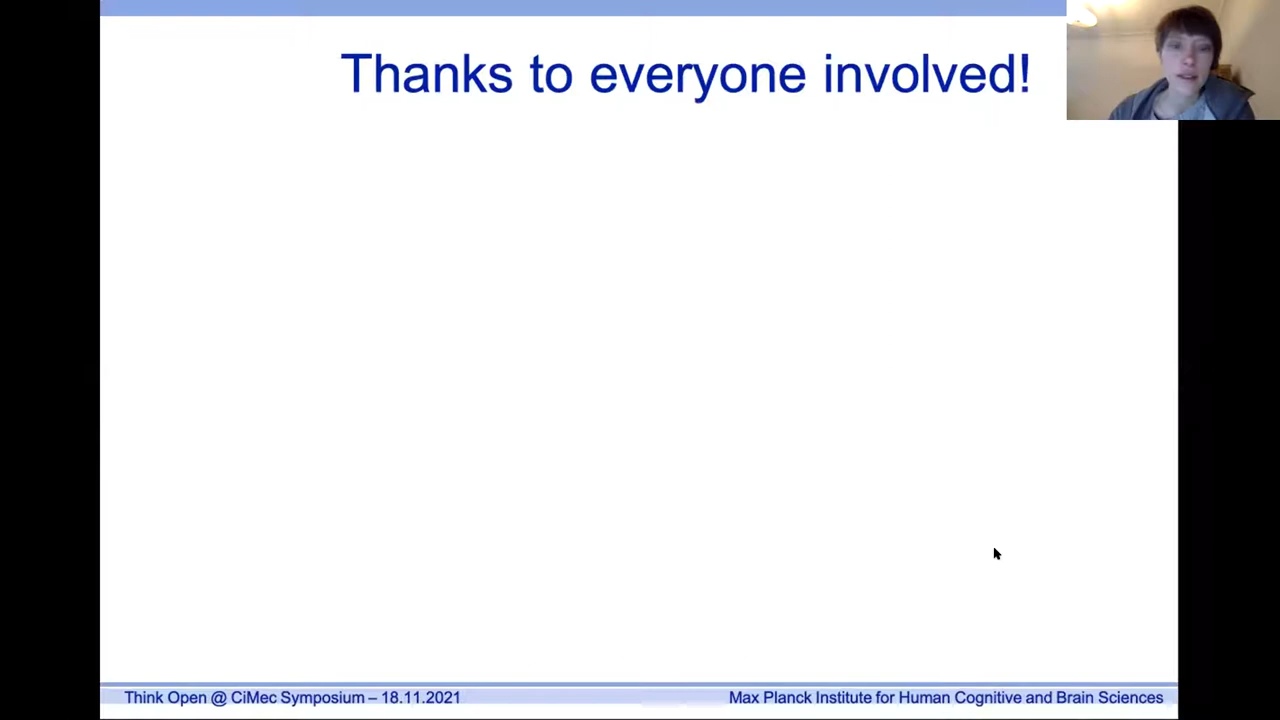 Thanks to everyone involved!
Think Open @ CiMec Symposium – 18.11.2021
Max Planck Institute for Human Cognitive and Brain Sciences